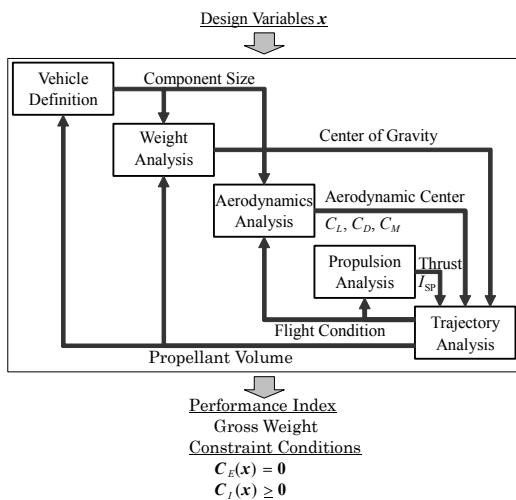 Design Variables x
Vehicle
Definition
Component Size
Weight
Analysis
Center of Gravity
Aerodynamics
Analysis
Aerodynamic Center
C_L, C_D, C_M
Propulsion
Analysis
Thrust
I_SP
Flight Condition
Trajectory
Analysis
Propellant Volume
Performance Index
Gross Weight
Constraint Conditions
C_E(x) = 0
C_I(x) ≥ 0